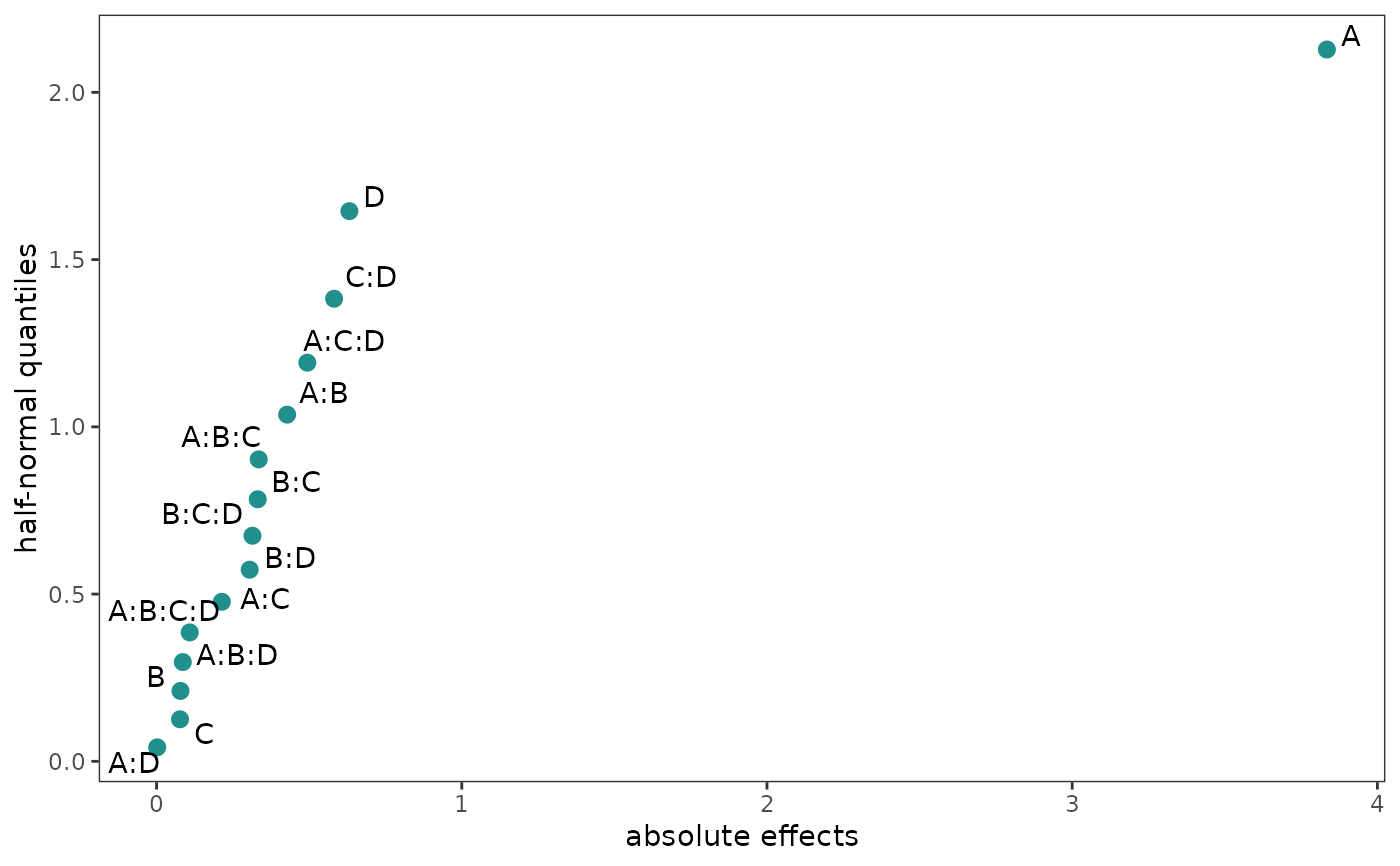 A
2.0
D
1.5
C:D
A:C:D
A:B
1.0
A:B:C
B:C
B:C:D
B:D
0.5
A:C
A:B:C:D
A:B:D
B
C
0.0
A:D
0 1 2 3 4
absolute effects
half-normal quantiles